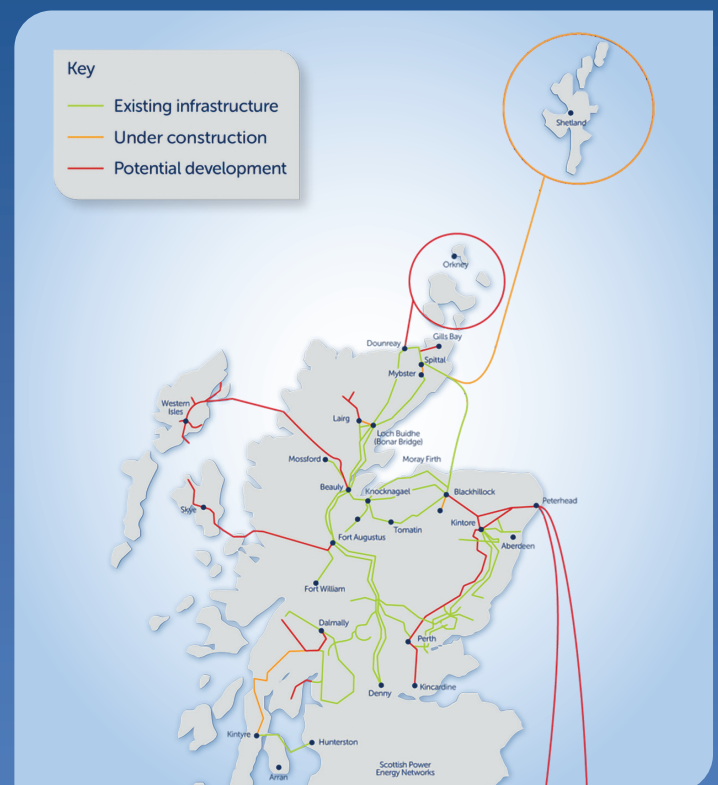 Key
Existing infrastructure
Under construction
Potential development
Shetland
Orkney
Gills Bay
Dounreay
Spittal
Mybster
Western
Isles
Lairg
Loch Buidhe
(Bonar Bridge)
Mossford
Moray Firth
Beauly
Knocknagael
Blackhillock
Peterhead
Skye
Tomatin
Kintore
Fort Augustus
Aberdeen
Fort William
Dalmally
Perth
Denny
Kincardine
Kintyre
Hunterston
Scottish Power
Energy Networks
Arran